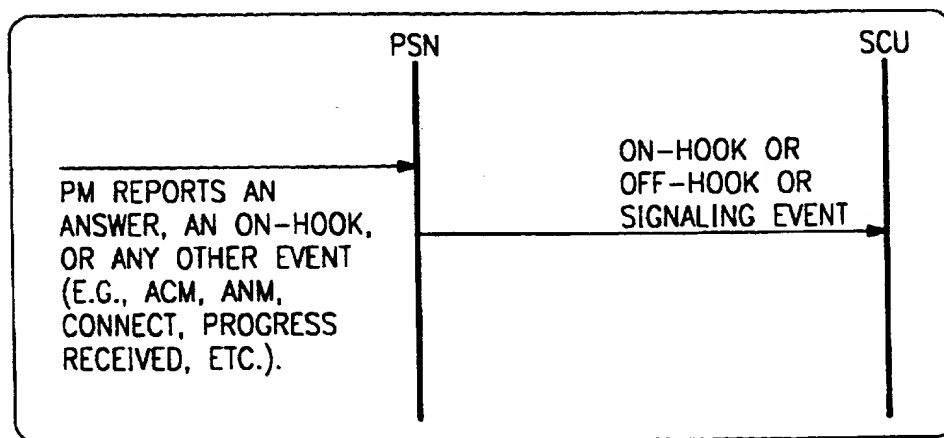 PSN
SCU
PM REPORTS AN
ANSWER, AN ON-HOOK,
OR ANY OTHER EVENT
(E.G., ACM, ANM,
CONNECT, PROGRESS
RECEIVED, ETC.).
ON-HOOK OR
OFF-HOOK OR
SIGNALING EVENT